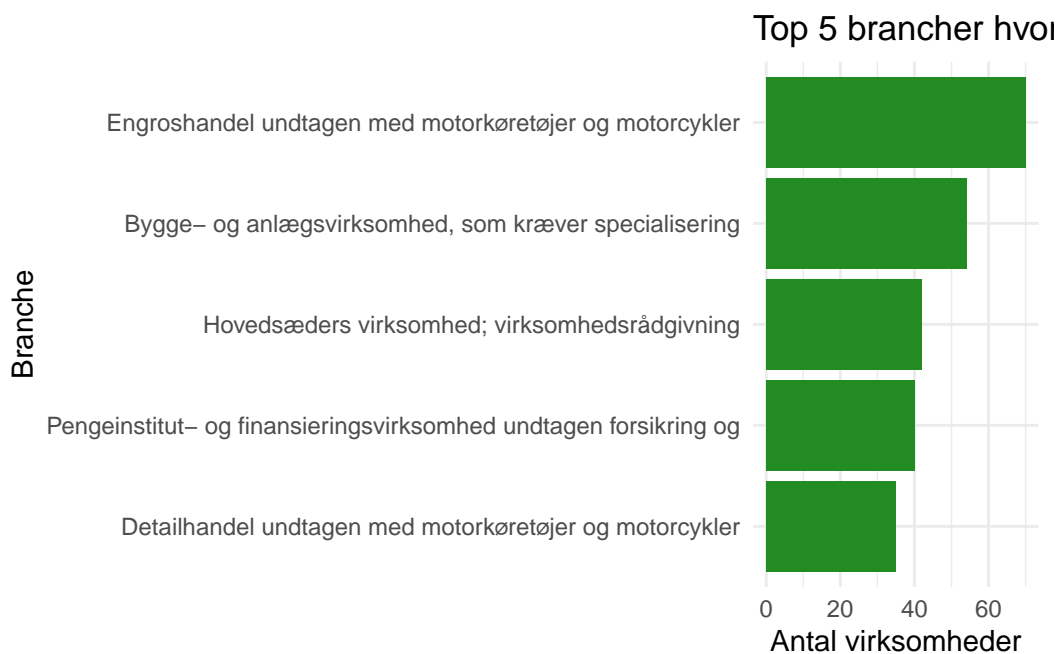 Top 5 brancher hvor
Engroshandel undtagen med motorkøretøjer og motorcykler
Bygge− og anlægsvirksomhed, som kræver specialisering
Hovedsæders virksomhed; virksomhedsrådgivning
Pengeinstitut− og finansieringsvirksomhed undtagen forsikring og
Detailhandel undtagen med motorkøretøjer og motorcykler
Branche
0 20 40 60
Antal virksomheder